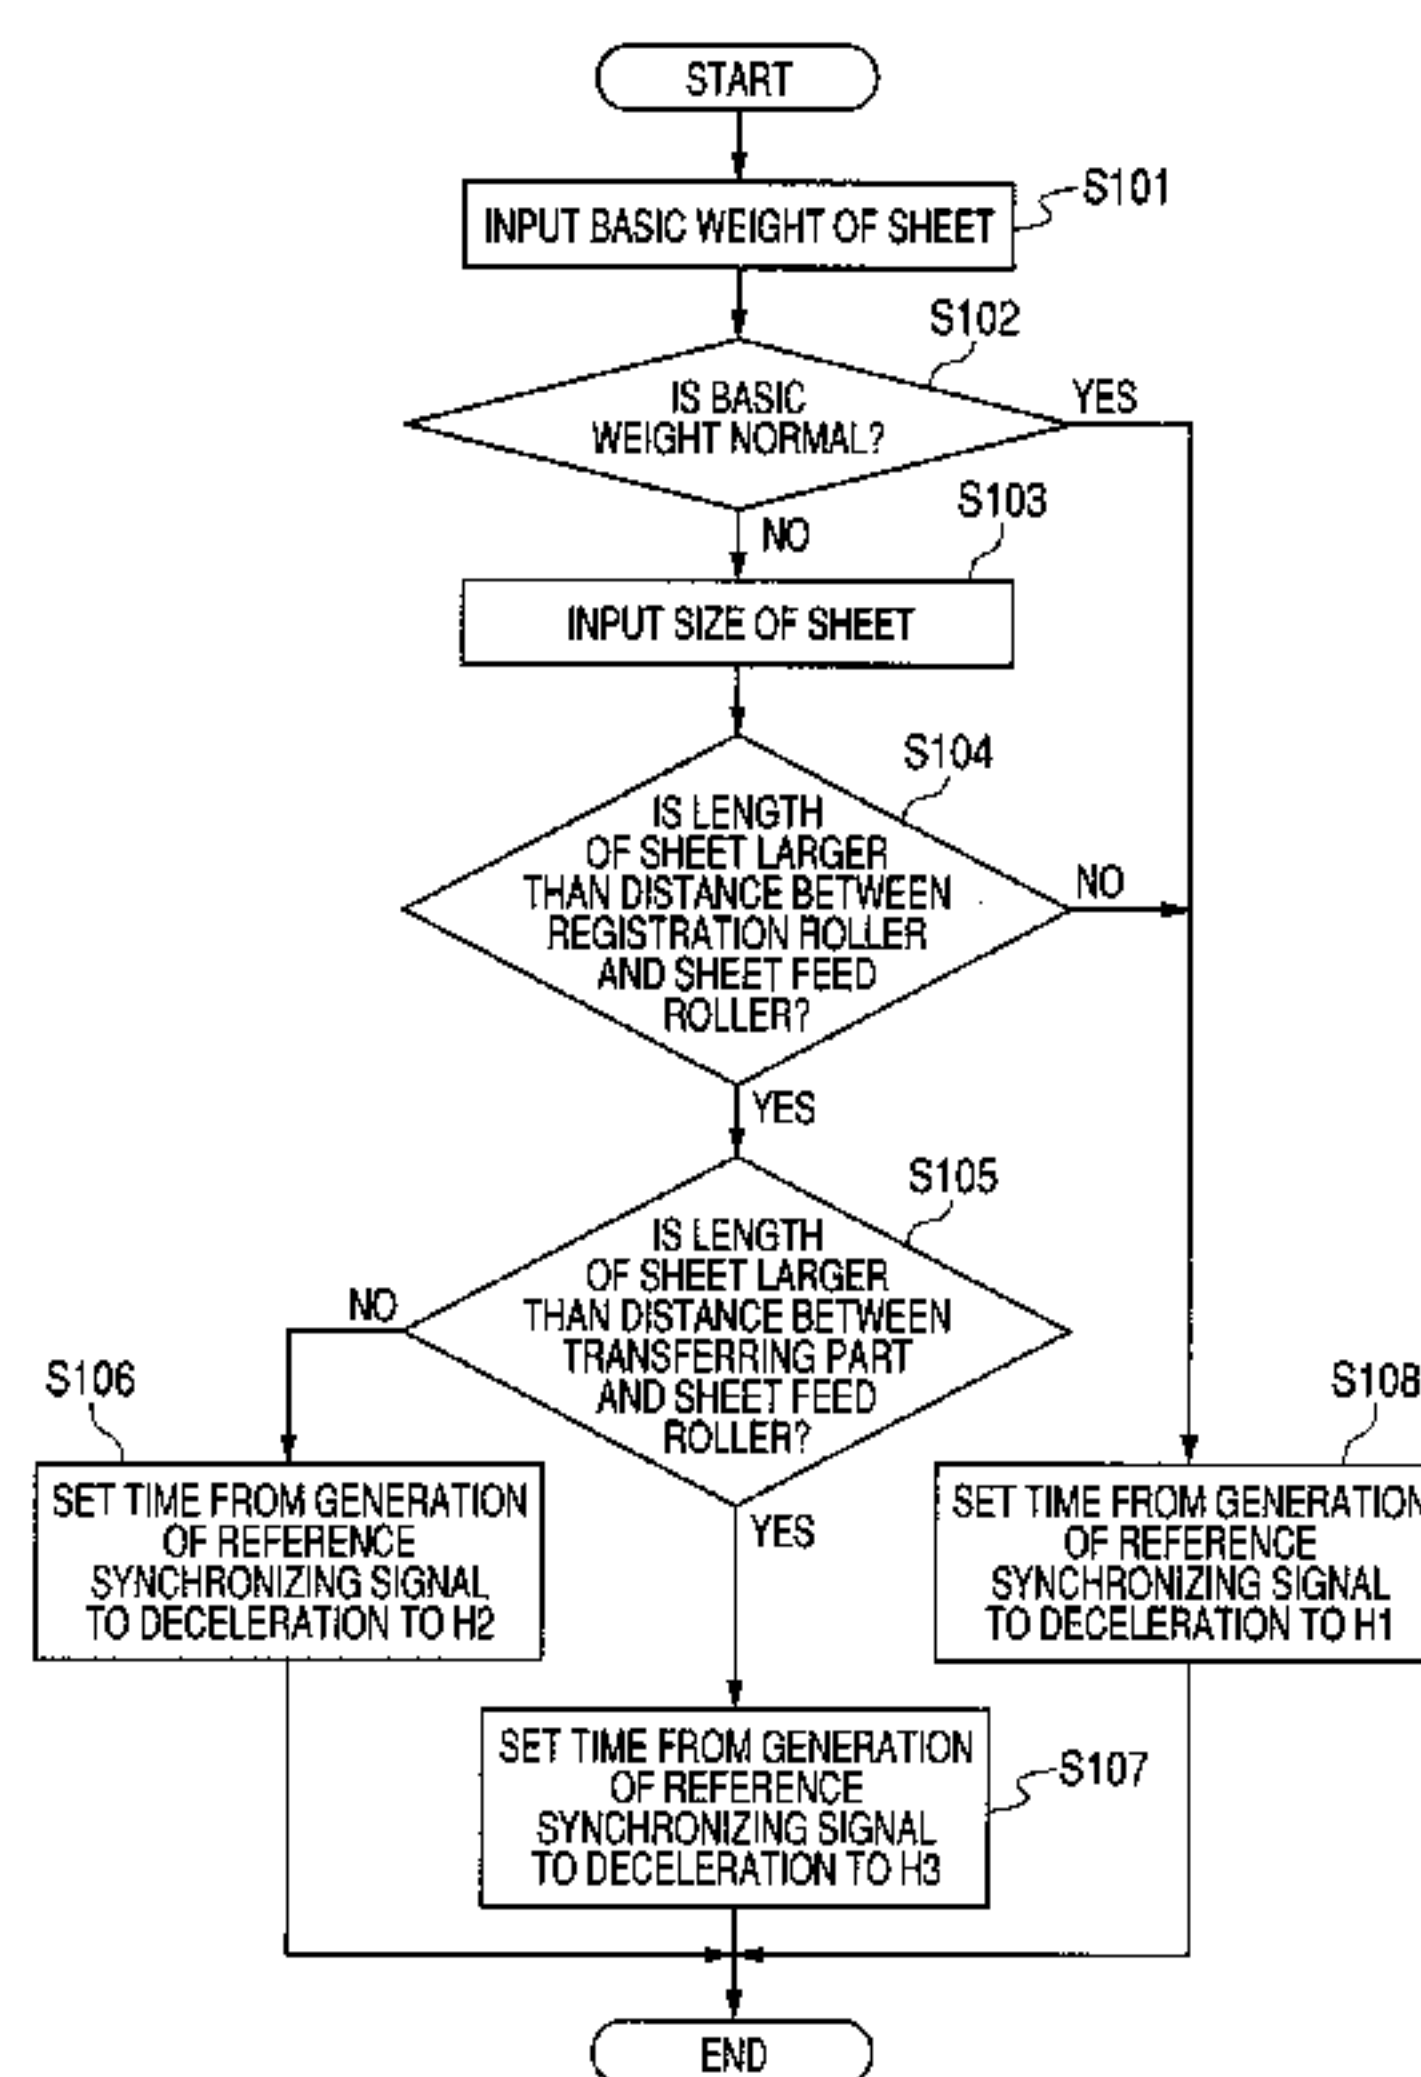 START
INPUT BASIC WEIGHT OF SHEET
S101
S102
IS BASIC
WEIGHT NORMAL?
YES
NO
S103
INPUT SIZE OF SHEET
S104
IS LENGTH
OF SHEET LARGER
THAN DISTANCE BETWEEN
REGISTRATION ROLLER
AND SHEET FEED
ROLLER?
NO
YES
S105
IS LENGTH
OF SHEET LARGER
THAN DISTANCE BETWEEN
TRANSFERRING PART
AND SHEET FEED
ROLLER?
NO
YES
S106
SET TIME FROM GENERATION
OF REFERENCE
SYNCHRONIZING SIGNAL
TO DECELERATION TO H2
S108
SET TIME FROM GENERATION
OF REFERENCE
SYNCHRONIZING SIGNAL
TO DECELERATION TO H1
SET TIME FROM GENERATION
OF REFERENCE
SYNCHRONIZING SIGNAL
TO DECELERATION TO H3
S107
END